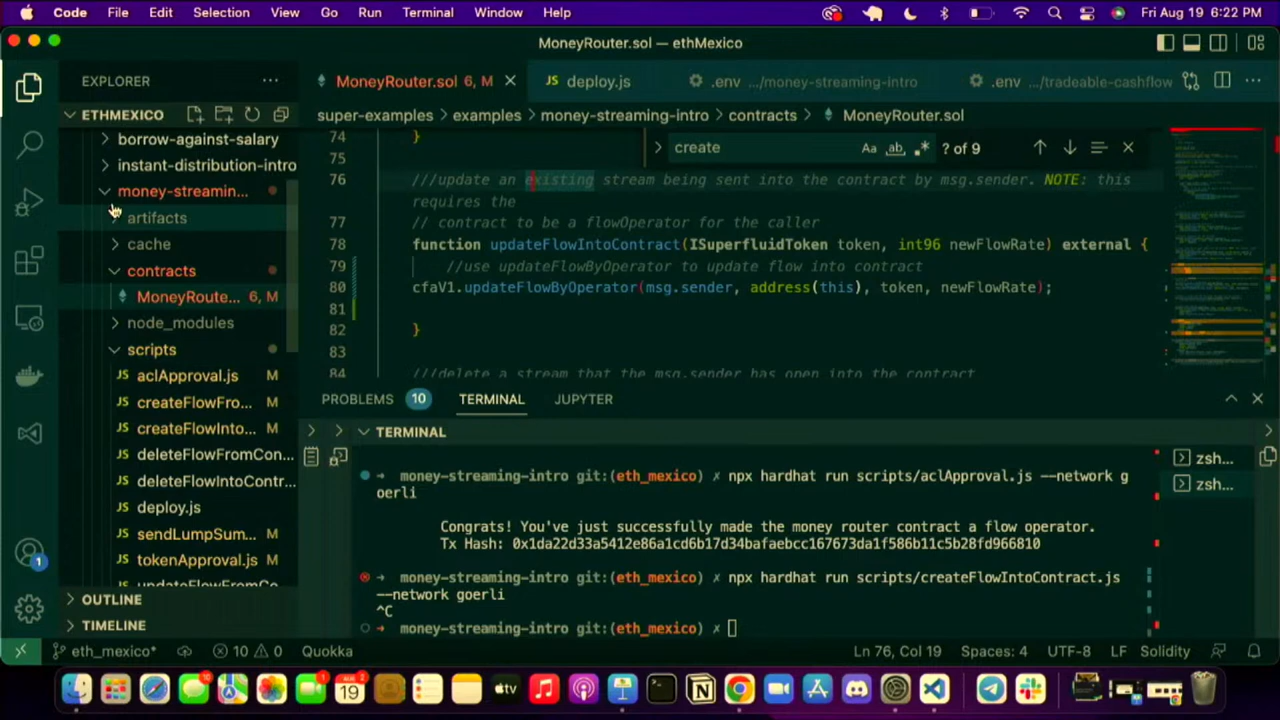 Code File Edit Selection View Go Run Terminal Window Help Fri Aug 19 6:22 PM
MoneyRouter.sol — ethMexico
EXPLORER
MoneyRouter.sol 6, M
deploy.js
.env .../money-streaming-intro
.env .../tradeable-cashflow
ETHMEXICO
super-examples > examples > money-streaming-intro > contracts > MoneyRouter.sol
borrow-against-salary
instant-distribution-intro
money-streamin...
artifacts
cache
contracts
MoneyRoute... 6, M
node_modules
scripts
aclApproval.js M
createFlowFro... M
createFlowInto... M
deleteFlowFromCon...
deleteFlowIntoContr...
deploy.js
sendLumpSum... M
tokenApproval.js M
updateFlowFromCo...
OUTLINE
TIMELINE
create
Aa ab .* ? of 9
74 }
75
76 ///update an existing stream being sent into the contract by msg.sender. NOTE: this
requires the
77 // contract to be a flowOperator for the caller
78 function updateFlowIntoContract(ISuperfluidToken token, int96 newFlowRate) external {
79 //use updateFlowByOperator to update flow into contract
80 cfaV1.updateFlowByOperator(msg.sender, address(this), token, newFlowRate);
81
82 }
83
84 ///delete a stream that the msg.sender has open into the contract
PROBLEMS 10 TERMINAL JUPYTER
TERMINAL
zsh...
zsh...
➜ money-streaming-intro git:(eth_mexico) ✗ npx hardhat run scripts/aclApproval.js --network g
oerli
Congrats! You've just successfully made the money router contract a flow operator.
Tx Hash: 0x1da22d33a5412e86a1cd6b17d34bafaebcc167673da1f586b11c5b28fd966810
➜ money-streaming-intro git:(eth_mexico) ✗ npx hardhat run scripts/createFlowIntoContract.js
--network goerli
^C
➜ money-streaming-intro git:(eth_mexico) ✗
1
eth_mexico* 10 0 Quokka Ln 76, Col 19 Spaces: 4 UTF-8 LF Solidity
19
tv